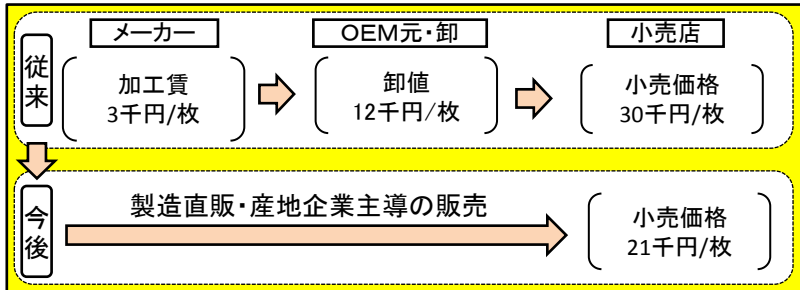 メーカー
OEM元・卸
小売店
従来
加工賃
3千円/枚
卸値
12千円/枚
小売価格
30千円/枚
今後
製造直販・産地企業主導の販売
小売価格
21千円/枚